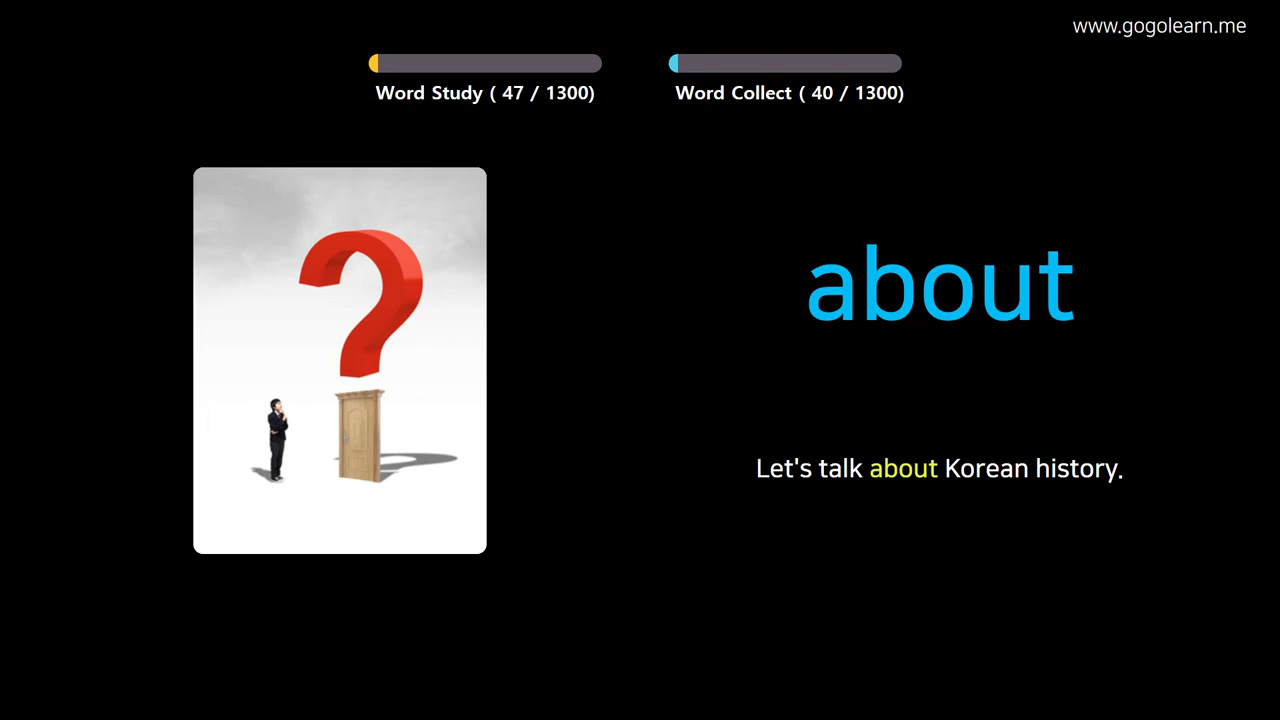 www.gogolearn.me
Word Study ( 47 / 1300)
Word Collect ( 40 / 1300)
about
Let's talk about Korean history.